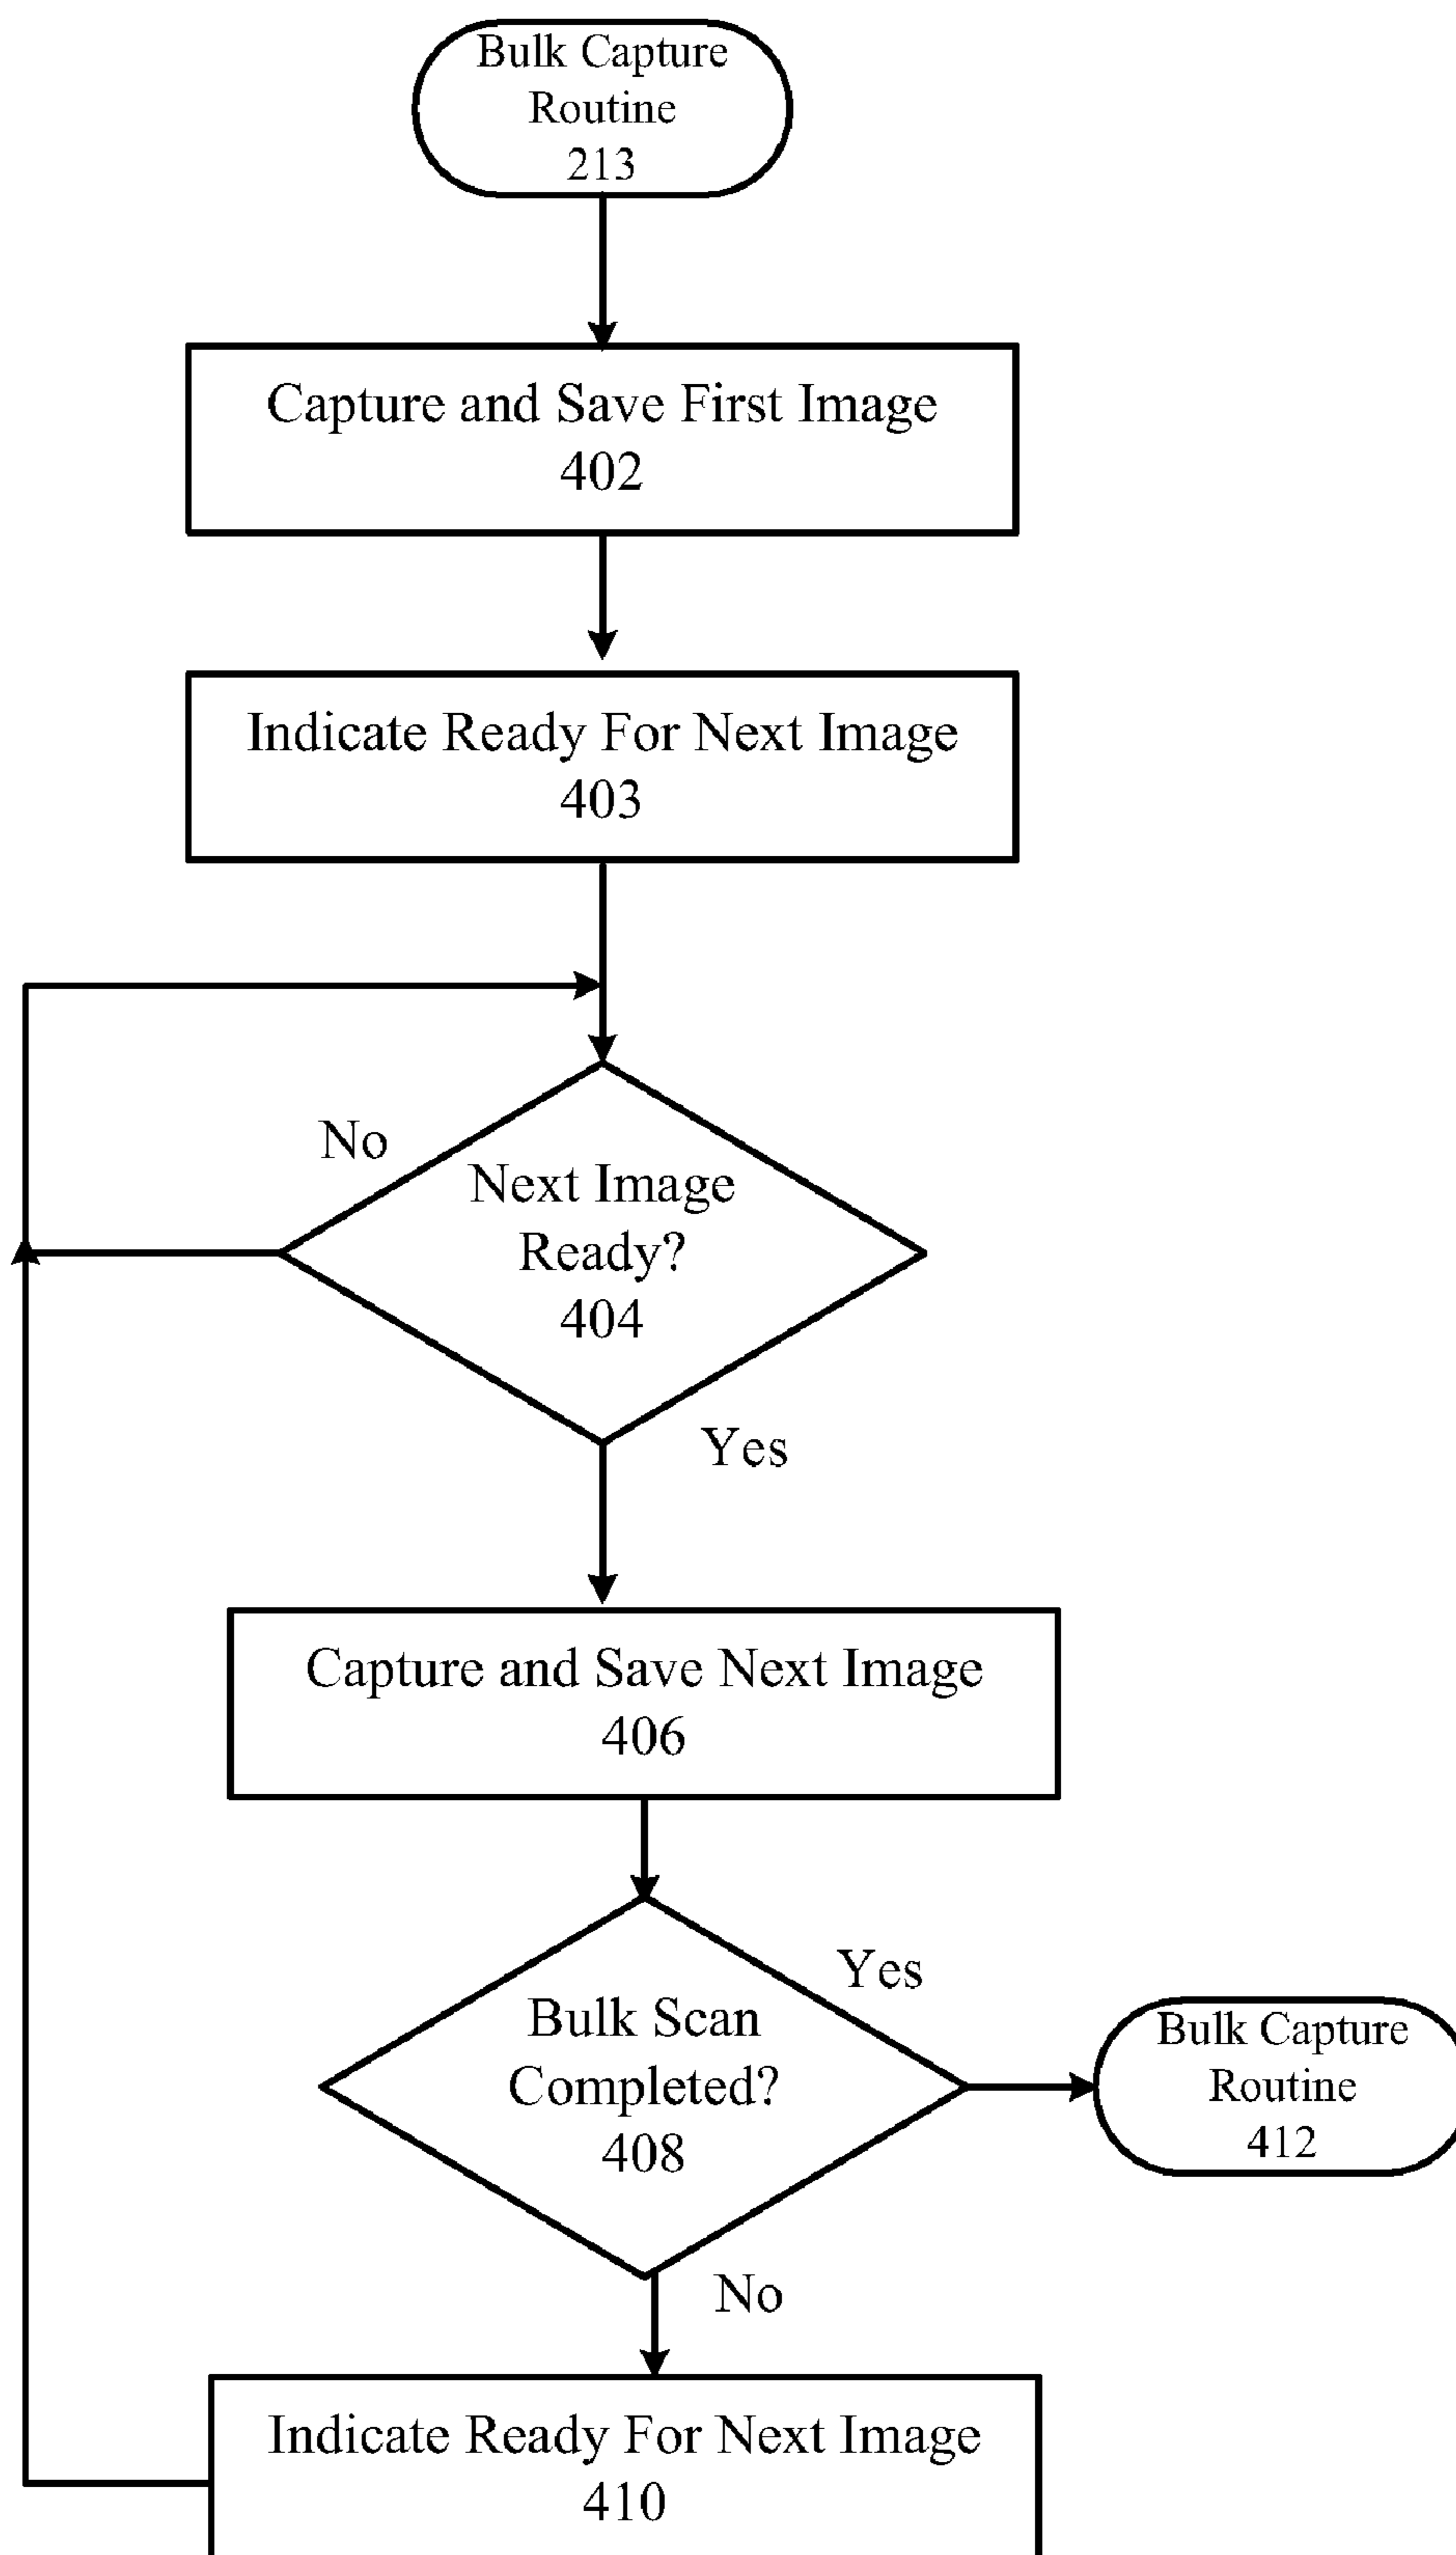 Bulk Capture
Routine
213
Capture and Save First Image
402
Indicate Ready For Next Image
403
No
Next Image
Ready?
404
Yes
Capture and Save Next Image
406
Yes
Bulk Scan
Completed?
408
Bulk Capture
Routine
412
No
Indicate Ready For Next Image
410